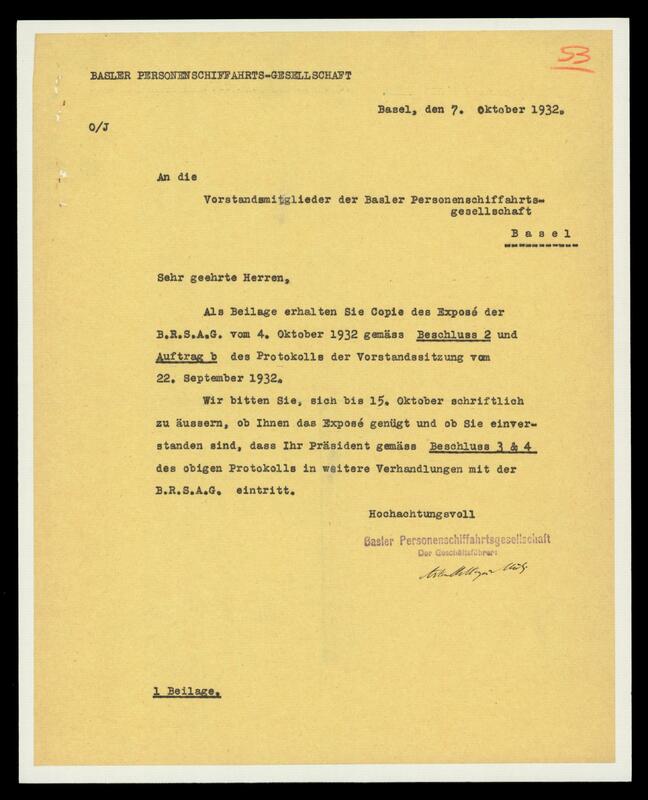 53
BASLER PERSONENSCHIFFAHRTS-GESELLSCHAFT
Basel, den 7. Oktober 1932.
O/J
An die
Vorstandsmitglieder der Basler Personenschiffahrts-
gesellschaft
B a s e l
Sehr geehrte Herren,
Als Beilage erhalten Sie Copie des Exposé der
B.R.S.A.G. vom 4. Oktober 1932 gemäss Beschluss 2 und
Auftrag b des Protokolls der Vorstandssitzung vom
22. September 1932.
Wir bitten Sie, sich bis 15. Oktober schriftlich
zu äussern, ob Ihnen das Exposé genügt und ob Sie einver-
standen sind, dass Ihr Präsident gemäss Beschluss 3 & 4
des obigen Protokolls in weitere Verhandlungen mit der
B.R.S.A.G. eintritt.
Hochachtungsvoll
Basler Personenschiffahrtsgesellschaft
Der Geschäftsführer:
1 Beilage.